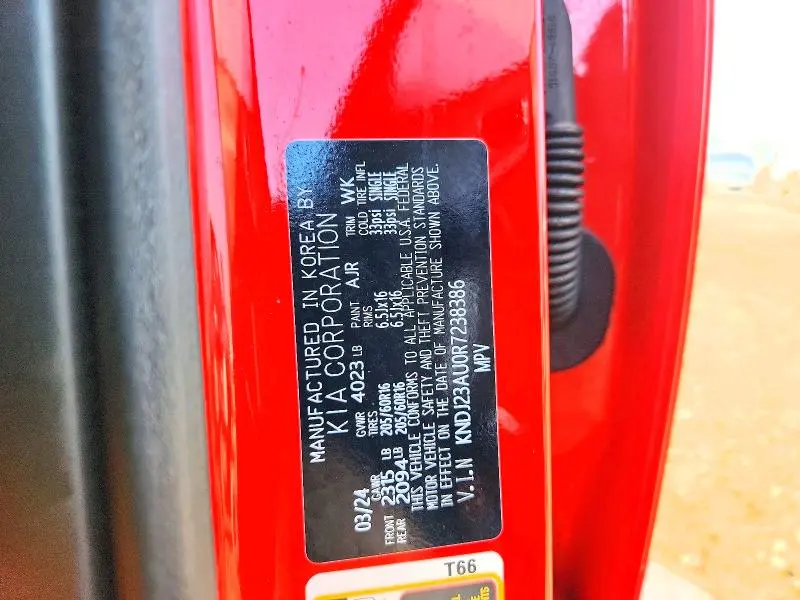 MANUFACTURED IN KOREA BY
KIA CORPORATION
03/24 GVWR 4023 LB PAINT AJR TRIM WK
GAWR TIRES RIMS COLD TIRE INFL
FRONT 2315 LB 205/60R16 6.5Jx16 33psi SINGLE
REAR 2094 LB 205/60R16 6.5Jx16 33psi SINGLE
THIS VEHICLE CONFORMS TO ALL APPLICABLE U.S.A. FEDERAL
MOTOR VEHICLE SAFETY AND THEFT PREVENTION STANDARDS
IN EFFECT ON THE DATE OF MANUFACTURE SHOWN ABOVE.
V.I.N KNDJ23AU0R7238386
MPV
T66